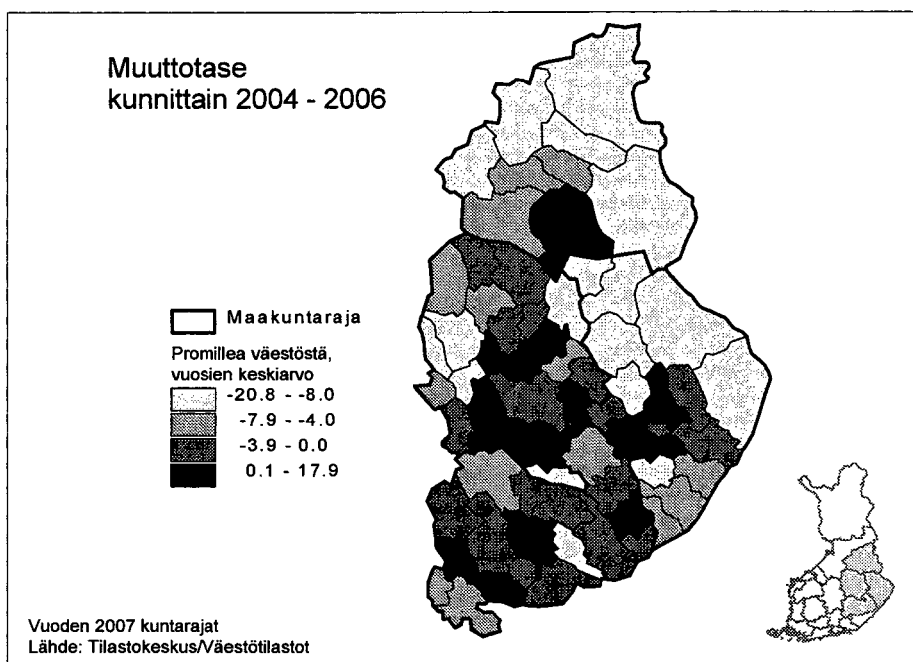 Muuttotase
kunnittain 2004 - 2006
Maakuntaraja
Promillea väestöstä,
vuosien keskiarvo
-20.8 - -8.0
-7.9 - -4.0
-3.9 - 0.0
0.1 - 17.9
Vuoden 2007 kuntarajat
Lähde: Tilastokeskus/Väestötilastot